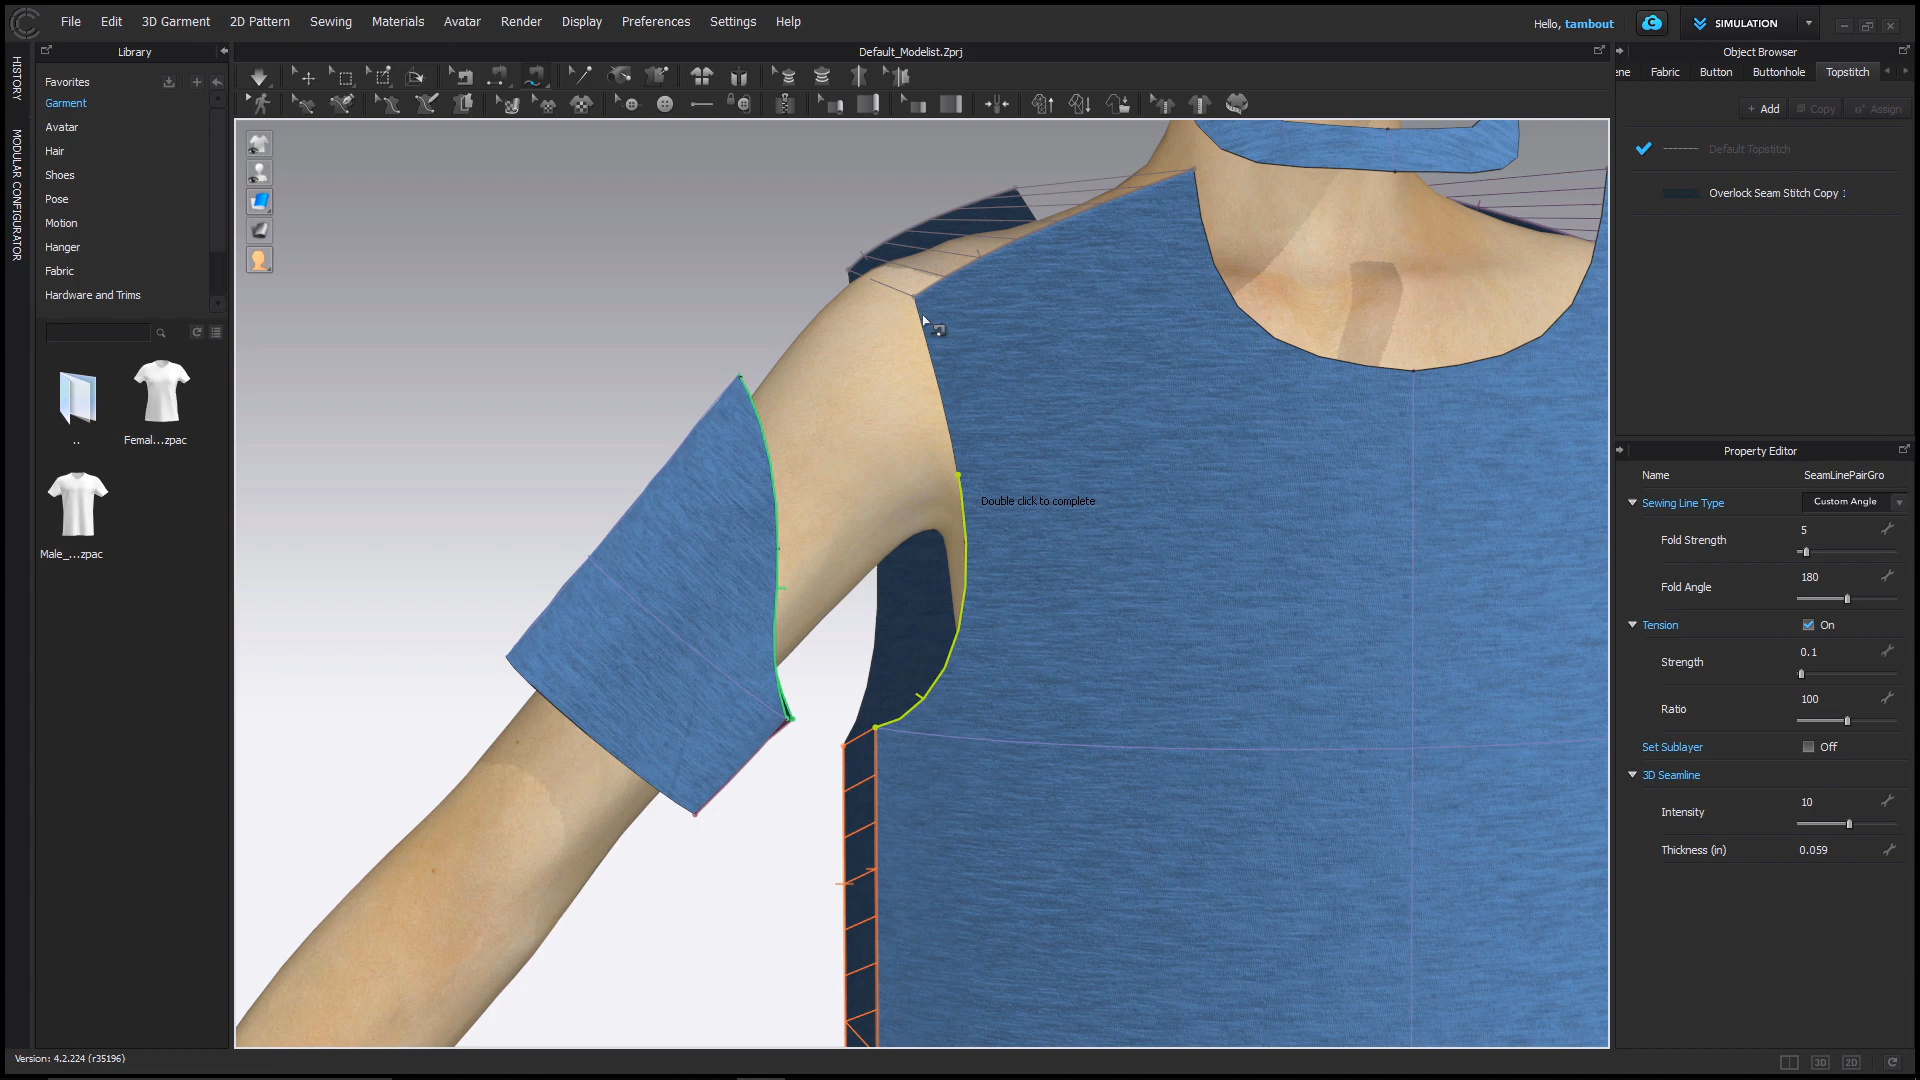 File Edit 3D Garment 2D Pattern Sewing Materials Avatar Render Display Preferences Settings Help
Hello, tambout
SIMULATION
Library
Default_Modelist.Zprj
Object Browser
HISTORY
MODULAR CONFIGURATOR
Favorites
Garment
Avatar
Hair
Shoes
Pose
Motion
Hanger
Fabric
Hardware and Trims
..
Femal...zpac
Male_...zpac
Double click to complete
ene Fabric Button Buttonhole Topstitch
+ Add Copy Assign
Default Topstitch
Overlock Seam Stitch Copy :
Property Editor
Name SeamLinePairGro
Sewing Line Type Custom Angle
Fold Strength 5
Fold Angle 180
Tension On
Strength 0.1
Ratio 100
Set Sublayer Off
3D Seamline
Intensity 10
Thickness (in) 0.059
Version: 4.2.224 (r35196)
3D 2D